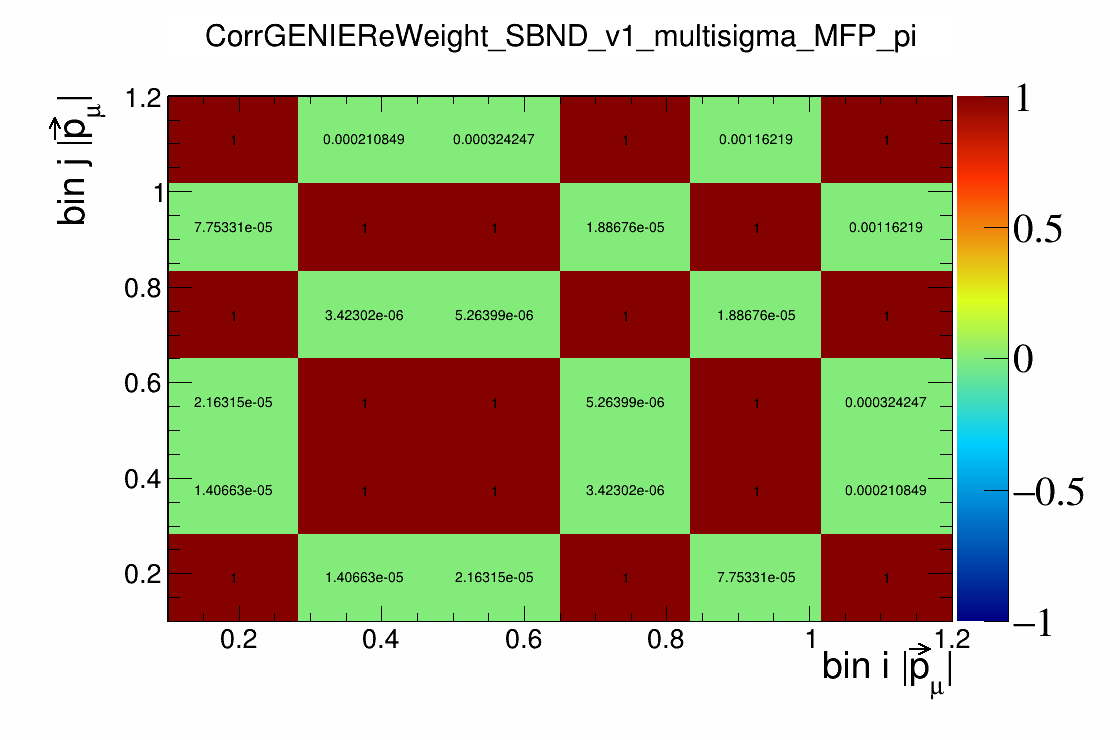 CorrGENIEReWeight_SBND_v1_multisigma_MFP_pi
bin j |p⃗μ|
1.2
1
0.8
0.6
0.4
0.2
1 0.000210849 0.000324247 1 0.00116219 1
7.75331e-05 1 1 1.88676e-05 1 0.00116219
1 3.42302e-06 5.26399e-06 1 1.88676e-05 1
2.16315e-05 1 1 5.26399e-06 1 0.000324247
1.40663e-05 1 1 3.42302e-06 1 0.000210849
1 1.40663e-05 2.16315e-05 1 7.75331e-05 1
0.2 0.4 0.6 0.8 1 1.2
bin i |p⃗μ|
1
0.5
0
−0.5
−1